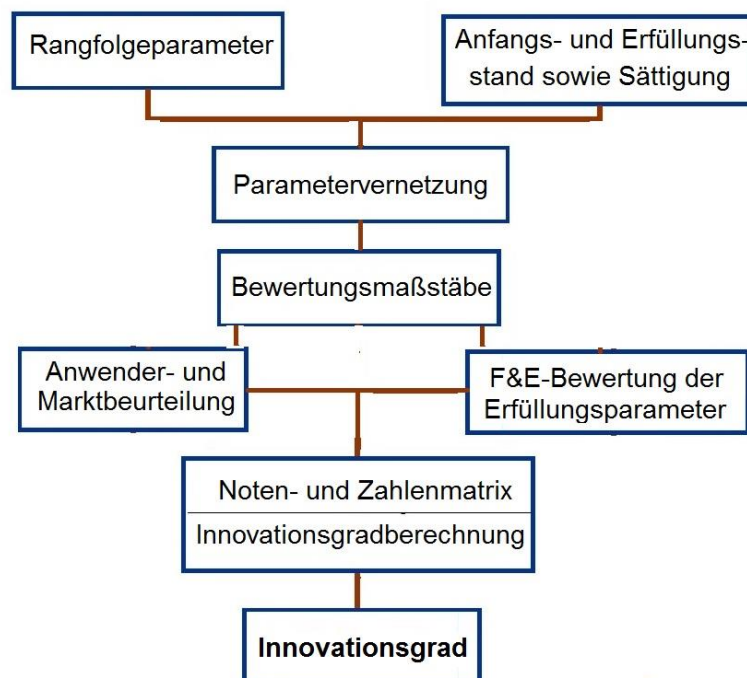 Rangfolgeparameter
Anfangs- und Erfüllungs-
stand sowie Sättigung
Parametervernetzung
Bewertungsmaßstäbe
Anwender- und
Marktbeurteilung
F&E-Bewertung der
Erfüllungsparameter
Noten- und Zahlenmatrix
Innovationsgradberechnung
Innovationsgrad